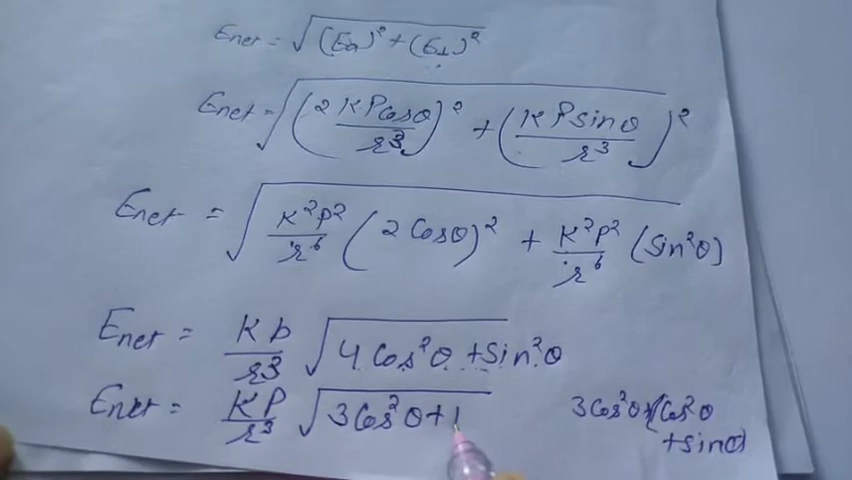 Enet = √(Ea)² + (E⊥)²
Enet = √(2KPcosθ/r³)² + (KPsinθ/r³)²
Enet = √K²P²/r⁶ (2Cosθ)² + K²P²/r⁶ (Sin²θ)
Enet = KP/r³ √4Cos²θ + Sin²θ
Enet = KP/r³ √3Cos²θ + 1
3Cos²θ + (Cos²θ
+ sinθ)